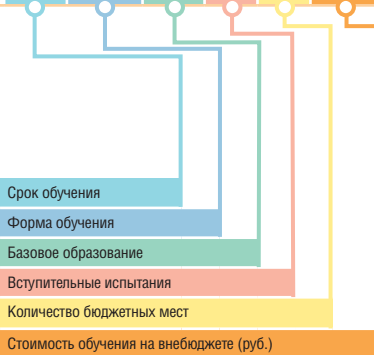 Срок обучения
Форма обучения
Базовое образование
Вступительные испытания
Количество бюджетных мест
Стоимость обучения на внебюджете (руб.)